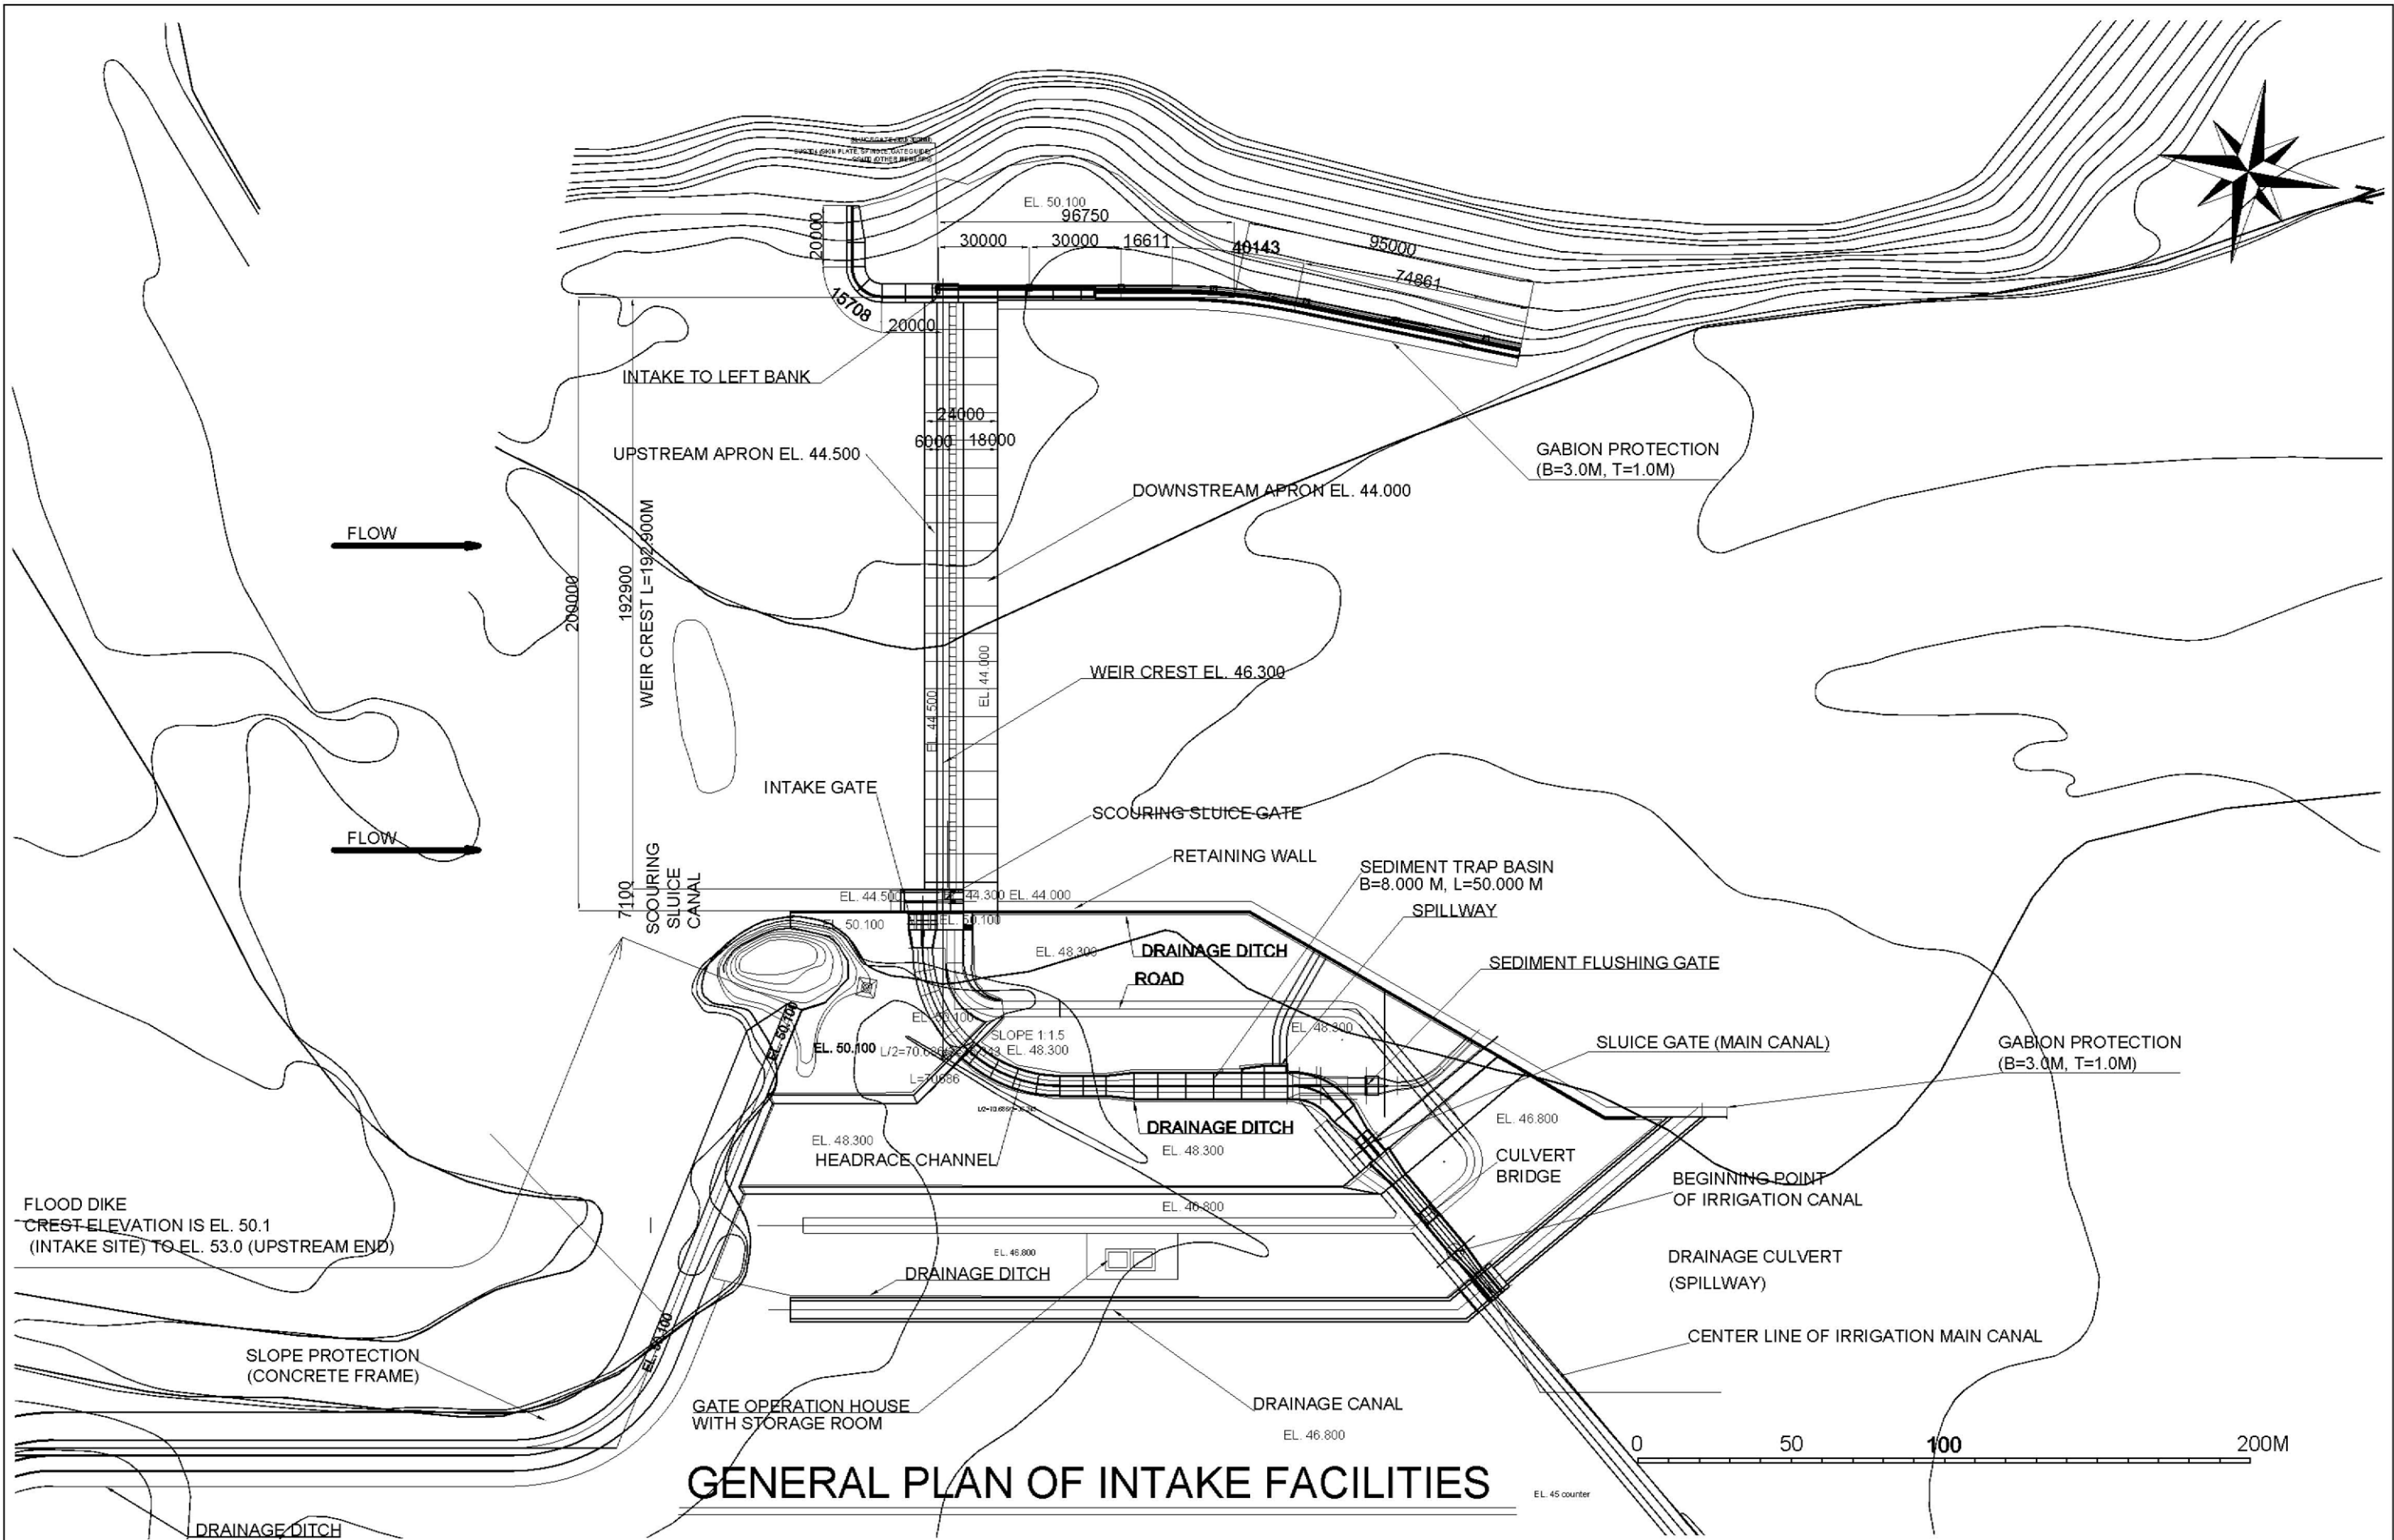 EL. 50.100
96750
20000
30000
30000
16611
40143
95000
74861
15708
20000
INTAKE TO LEFT BANK
24000
6000
18000
UPSTREAM APRON EL. 44.500
GABION PROTECTION
(B=3.0M, T=1.0M)
DOWNSTREAM APRON EL. 44.000
FLOW
200000
192900
WEIR CREST L=192.900M
WEIR CREST EL. 46.300
EL. 44.500
EL. 44.000
INTAKE GATE
SCOURING SLUICE GATE
FLOW
RETAINING WALL
7100
SCOURING
SLUICE
CANAL
SEDIMENT TRAP BASIN
B=8.000 M, L=50.000 M
EL. 44.500
44.300
EL. 44.000
SPILLWAY
EL. 50.100
EL. 50.100
EL. 48.300
DRAINAGE DITCH
SEDIMENT FLUSHING GATE
ROAD
EL. 50.100
EL. 50.100
SLOPE 1:1.5
EL. 48.300
EL. 50.100
EL. 48.300
SLUICE GATE (MAIN CANAL)
GABION PROTECTION
(B=3.0M, T=1.0M)
L=70686
EL. 46.800
DRAINAGE DITCH
EL. 48.300
EL. 48.300
HEADRACE CHANNEL
CULVERT
BRIDGE
BEGINNING POINT
OF IRRIGATION CANAL
EL. 46.800
FLOOD DIKE
CREST ELEVATION IS EL. 50.1
(INTAKE SITE) TO EL. 53.0 (UPSTREAM END)
EL. 46.800
DRAINAGE DITCH
DRAINAGE CULVERT
(SPILLWAY)
EL. 50.100
CENTER LINE OF IRRIGATION MAIN CANAL
SLOPE PROTECTION
(CONCRETE FRAME)
GATE OPERATION HOUSE
WITH STORAGE ROOM
DRAINAGE CANAL
EL. 46.800
0
50
100
200M
GENERAL PLAN OF INTAKE FACILITIES
EL. 45 counter
DRAINAGE DITCH